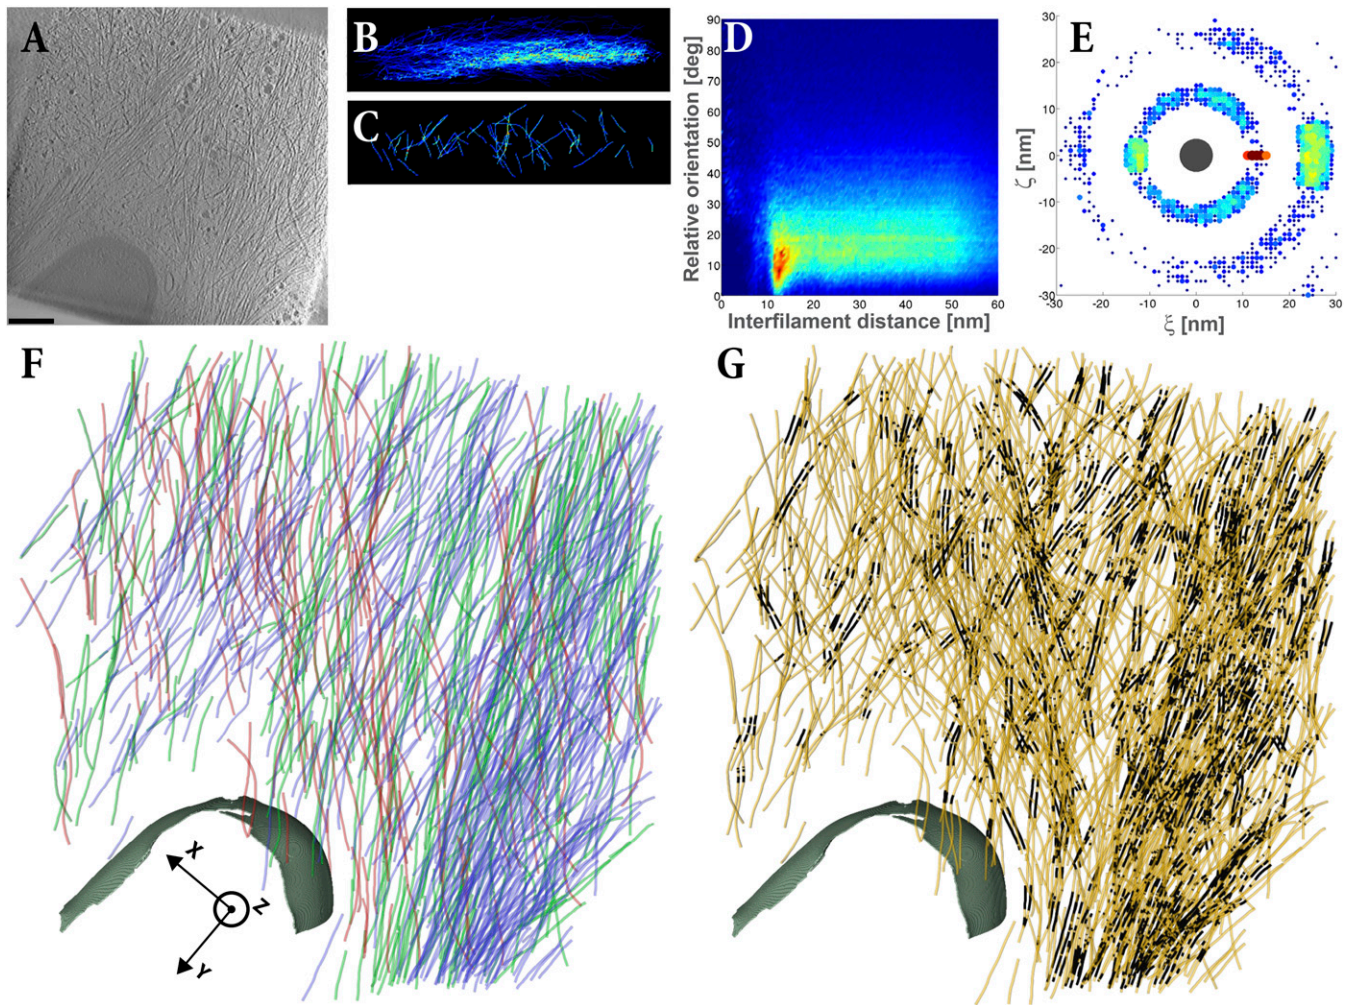 A
B
C
D
90
80
70
60
50
40
30
20
10
0
Relative orientation [deg]
0 10 20 30 40 50 60
Interfilament distance [nm]
E
30
20
10
0
-10
-20
-30
ζ [nm]
-20 -10 0 10 20 30
ξ [nm]
F
G
X
Z
Y